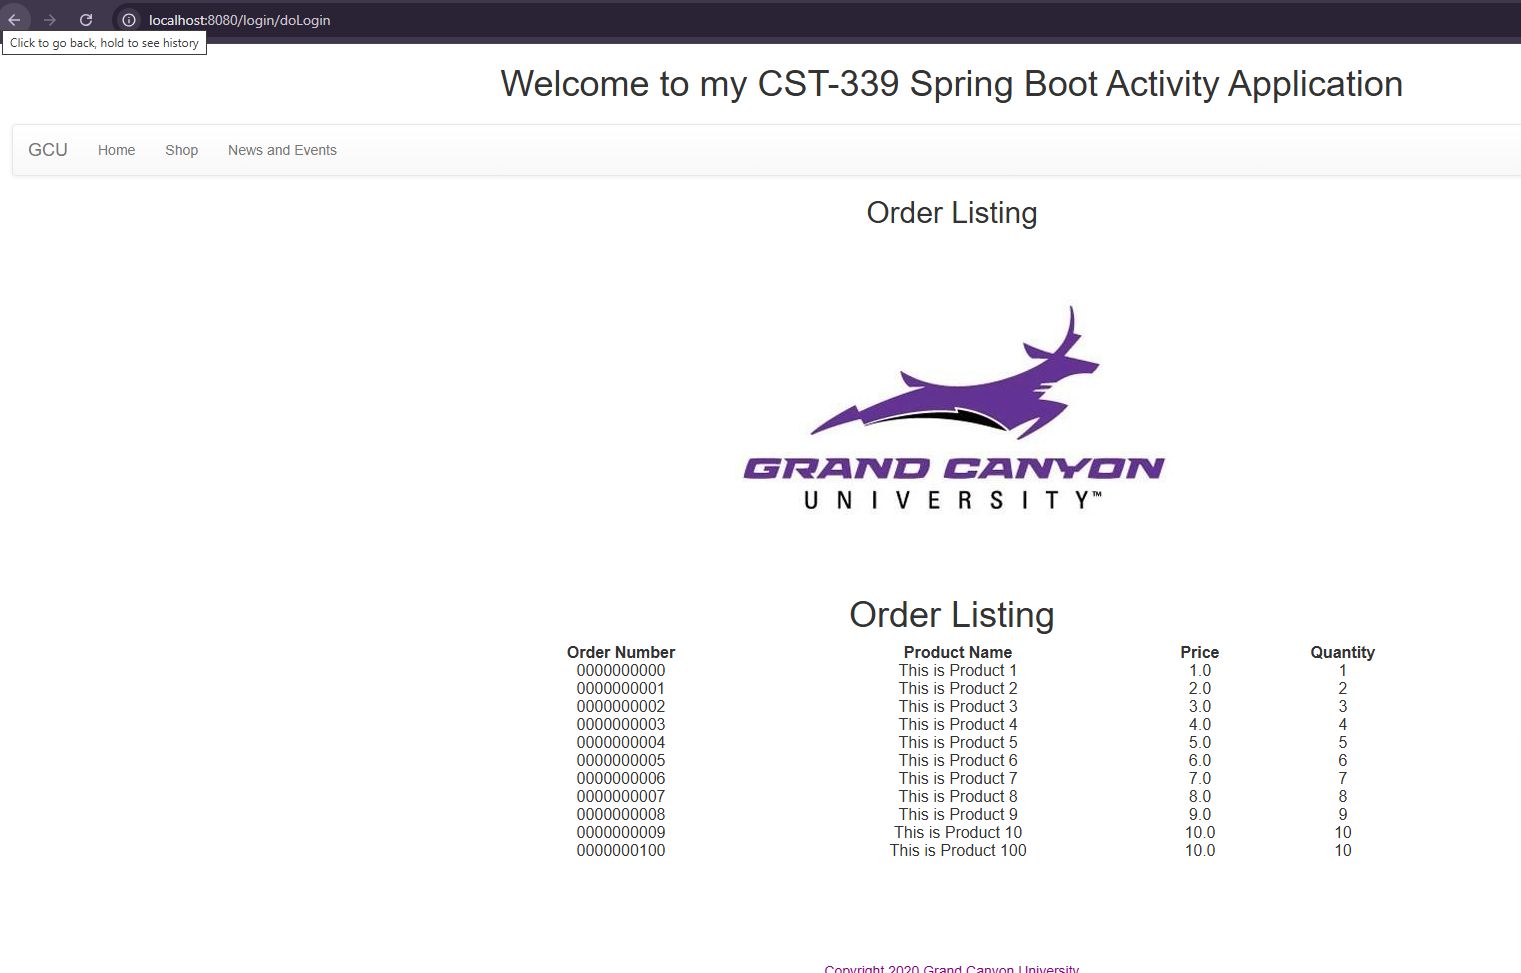 localhost:8080/login/doLogin
Click to go back, hold to see history
Welcome to my CST-339 Spring Boot Activity Application
GCU Home Shop News and Events
Order Listing
GRAND CANYON
UNIVERSITY™
Order Listing
Order Number Product Name Price Quantity
0000000000 This is Product 1 1.0 1
0000000001 This is Product 2 2.0 2
0000000002 This is Product 3 3.0 3
0000000003 This is Product 4 4.0 4
0000000004 This is Product 5 5.0 5
0000000005 This is Product 6 6.0 6
0000000006 This is Product 7 7.0 7
0000000007 This is Product 8 8.0 8
0000000008 This is Product 9 9.0 9
0000000009 This is Product 10 10.0 10
0000000100 This is Product 100 10.0 10
Copyright 2020 Grand Canyon University